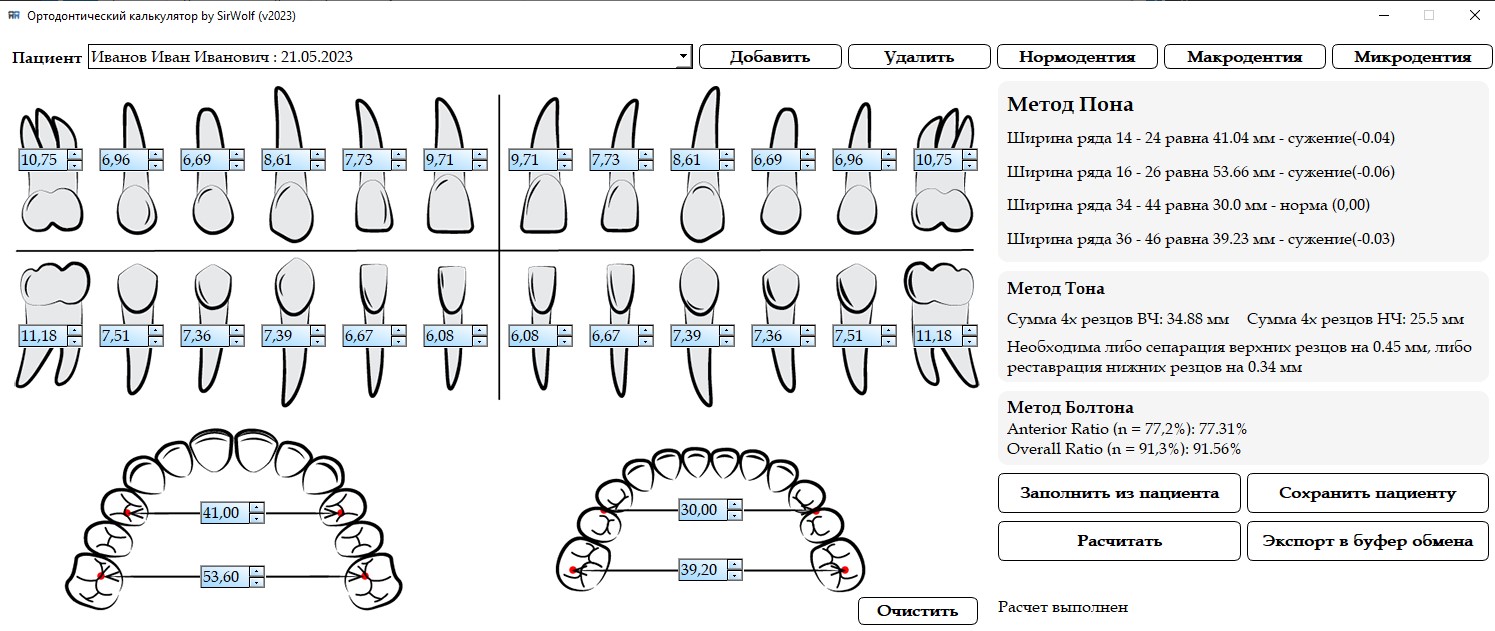 Ортодонтический калькулятор by SirWolf (v2023)
Пациент Иванов Иван Иванович : 21.05.2023 Добавить Удалить Нормодентия Макродентия Микродентия
10,75 6,96 6,69 8,61 7,73 9,71 9,71 7,73 8,61 6,69 6,96 10,75
11,18 7,51 7,36 7,39 6,67 6,08 6,08 6,67 7,39 7,36 7,51 11,18
41,00 30,00
53,60 39,20
Очистить
Метод Пона
Ширина ряда 14 - 24 равна 41.04 мм - сужение(-0.04)
Ширина ряда 16 - 26 равна 53.66 мм - сужение(-0.06)
Ширина ряда 34 - 44 равна 30.0 мм - норма (0,00)
Ширина ряда 36 - 46 равна 39.23 мм - сужение(-0.03)
Метод Тона
Сумма 4х резцов ВЧ: 34.88 мм Сумма 4х резцов НЧ: 25.5 мм
Необходима либо сепарация верхних резцов на 0.45 мм, либо
реставрация нижних резцов на 0.34 мм
Метод Болтона
Anterior Ratio (n = 77,2%): 77.31%
Overall Ratio (n = 91,3%): 91.56%
Заполнить из пациента Сохранить пациенту
Расчитать Экспорт в буфер обмена
Расчет выполнен